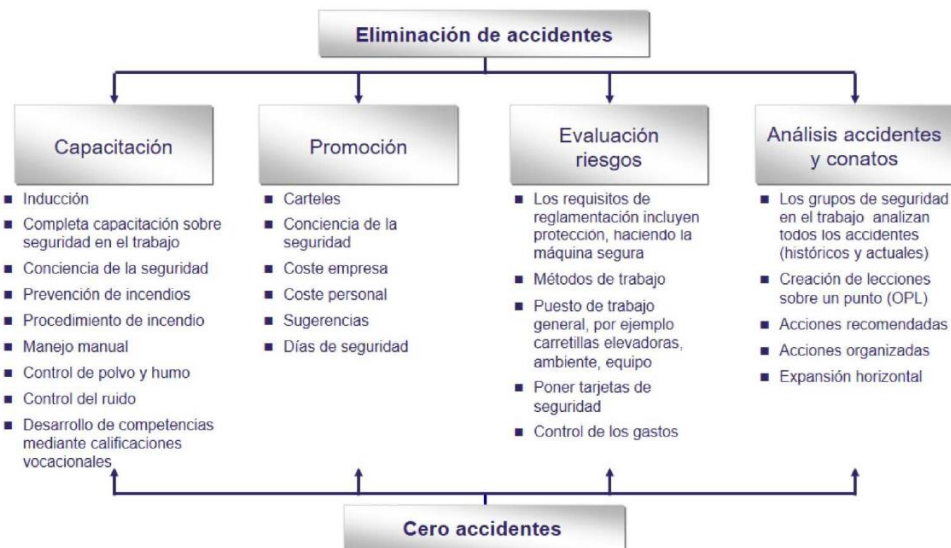 Eliminación de accidentes
Capacitación
Inducción
Completa capacitación sobre
seguridad en el trabajo
Conciencia de la seguridad
Prevención de incendios
Procedimiento de incendio
Manejo manual
Control de polvo y humo
Control del ruido
Desarrollo de competencias
mediante calificaciones
vocacionales
Promoción
Carteles
Conciencia de la
seguridad
Coste empresa
Coste personal
Sugerencias
Días de seguridad
Evaluación
riesgos
Los requisitos de
reglamentación incluyen
protección, haciendo la
máquina segura
Métodos de trabajo
Puesto de trabajo
general, por ejemplo
carretillas elevadoras,
ambiente, equipo
Poner tarjetas de
seguridad
Control de los gastos
Análisis accidentes
y conatos
Los grupos de seguridad
en el trabajo analizan
todos los accidentes
(históricos y actuales)
Creación de lecciones
sobre un punto (OPL)
Acciones recomendadas
Acciones organizadas
Expansión horizontal
Cero accidentes